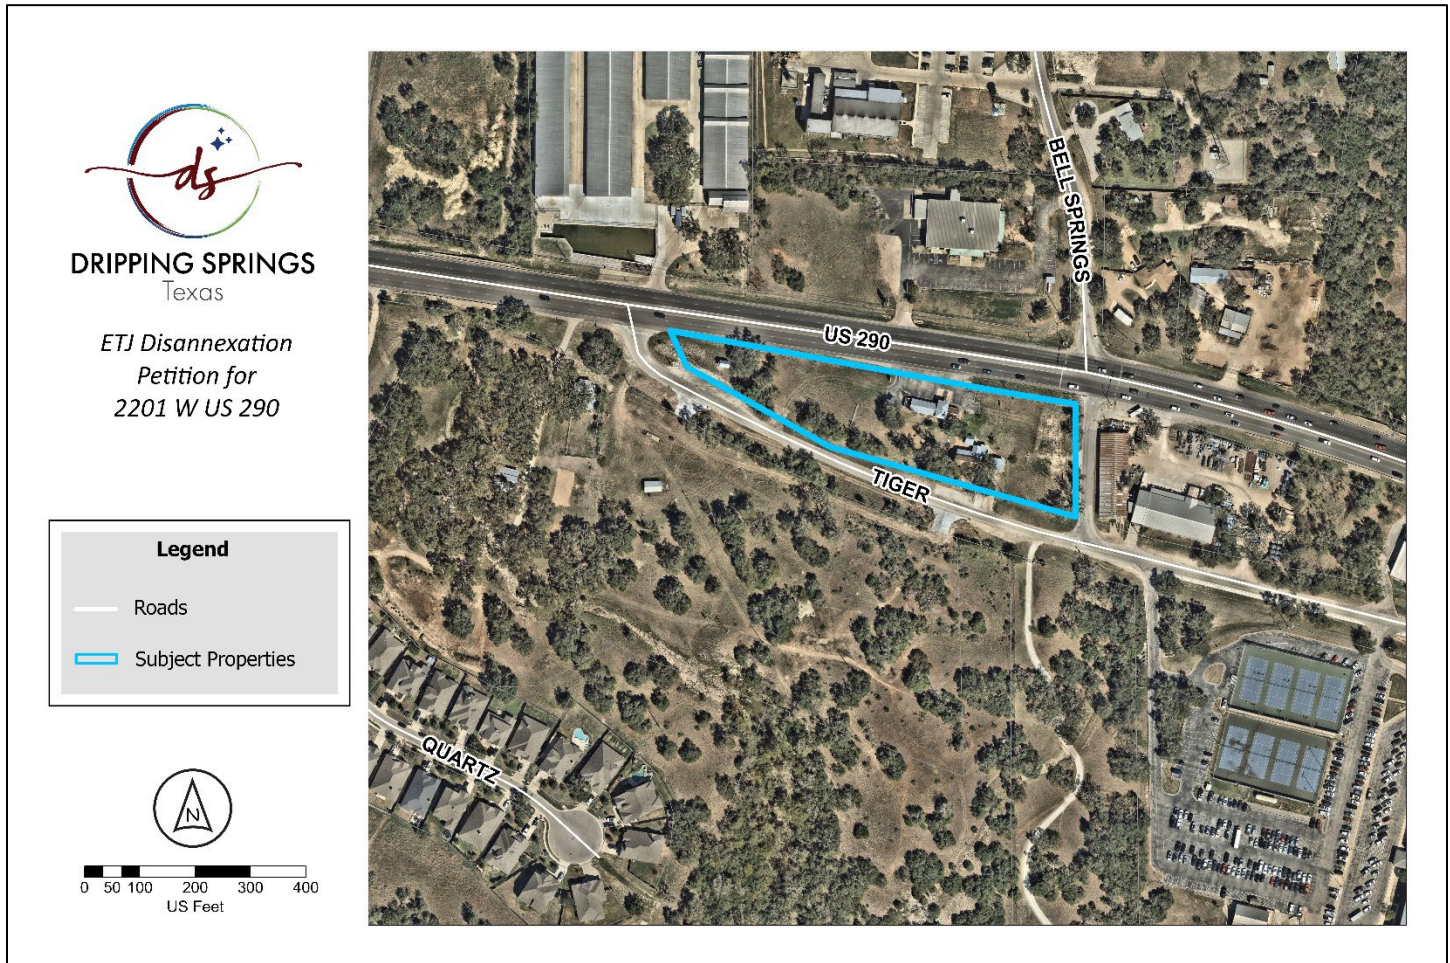 ds
DRIPPING SPRINGS
Texas
ETJ Disannexation
Petition for
2201 W US 290
Legend
Roads
Subject Properties
N
0 50 100 200 300 400
US Feet
BELL SPRINGS
US 290
TIGER
QUARTZ